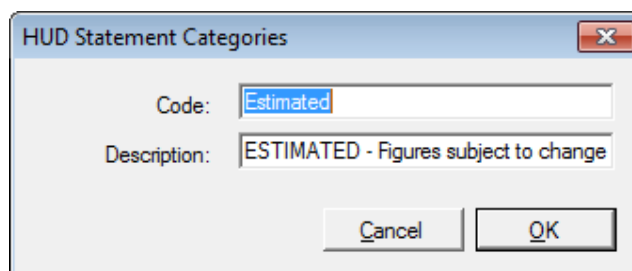 HUD Statement Categories
Code: Estimated
Description: ESTIMATED - Figures subject to change
Cancel OK